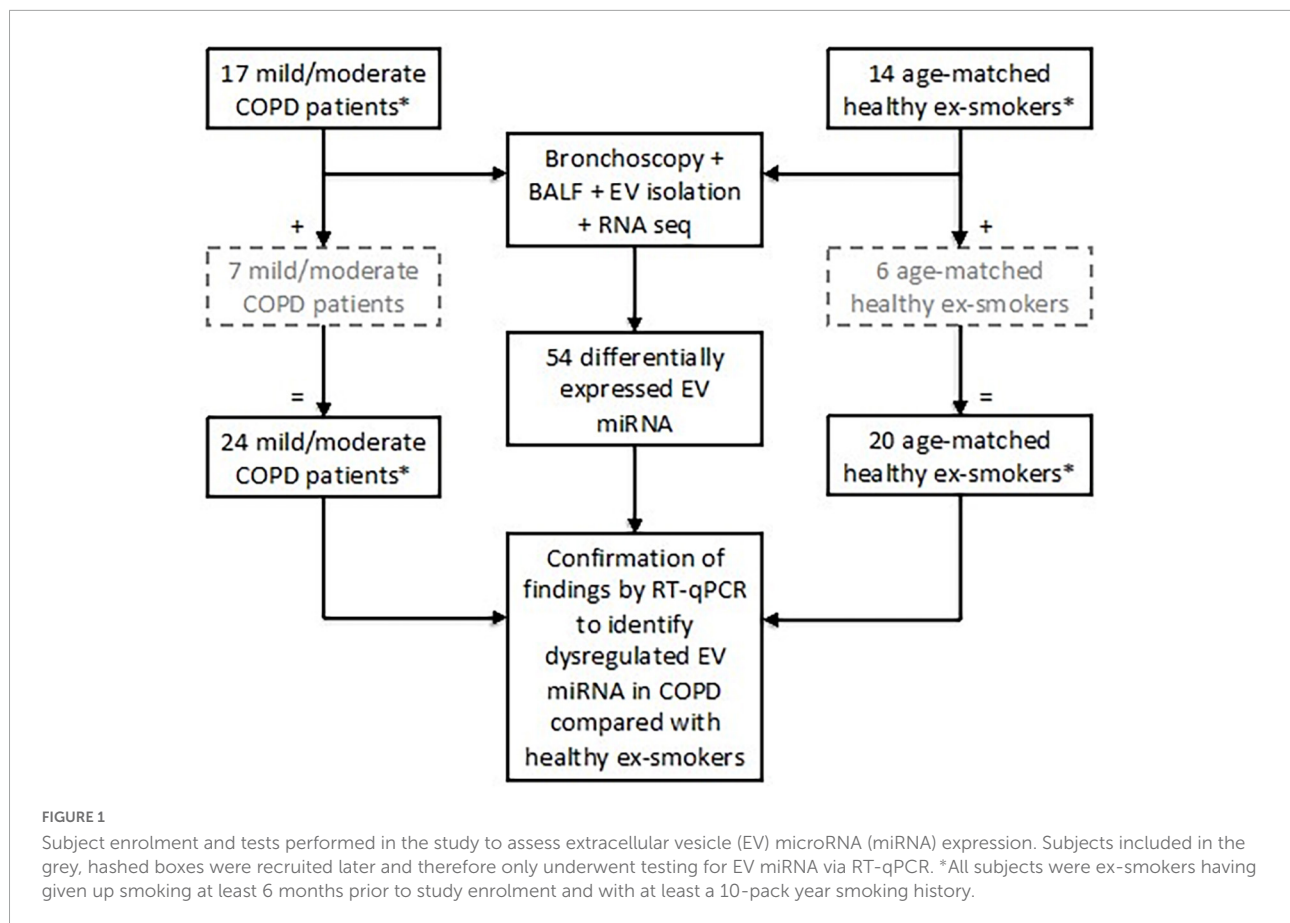 17 mild/moderate
COPD patients*
14 age-matched
healthy ex-smokers*
Bronchoscopy +
BALF + EV isolation
+ RNA seq
+
+
7 mild/moderate
COPD patients
6 age-matched
healthy ex-smokers
54 differentially
expressed EV
miRNA
=
=
24 mild/moderate
COPD patients*
20 age-matched
healthy ex-smokers*
Confirmation of
findings by RT-qPCR
to identify
dysregulated EV
miRNA in COPD
compared with
healthy ex-smokers
FIGURE 1
Subject enrolment and tests performed in the study to assess extracellular vesicle (EV) microRNA (miRNA) expression. Subjects included in the
grey, hashed boxes were recruited later and therefore only underwent testing for EV miRNA via RT-qPCR. *All subjects were ex-smokers having
given up smoking at least 6 months prior to study enrolment and with at least a 10-pack year smoking history.